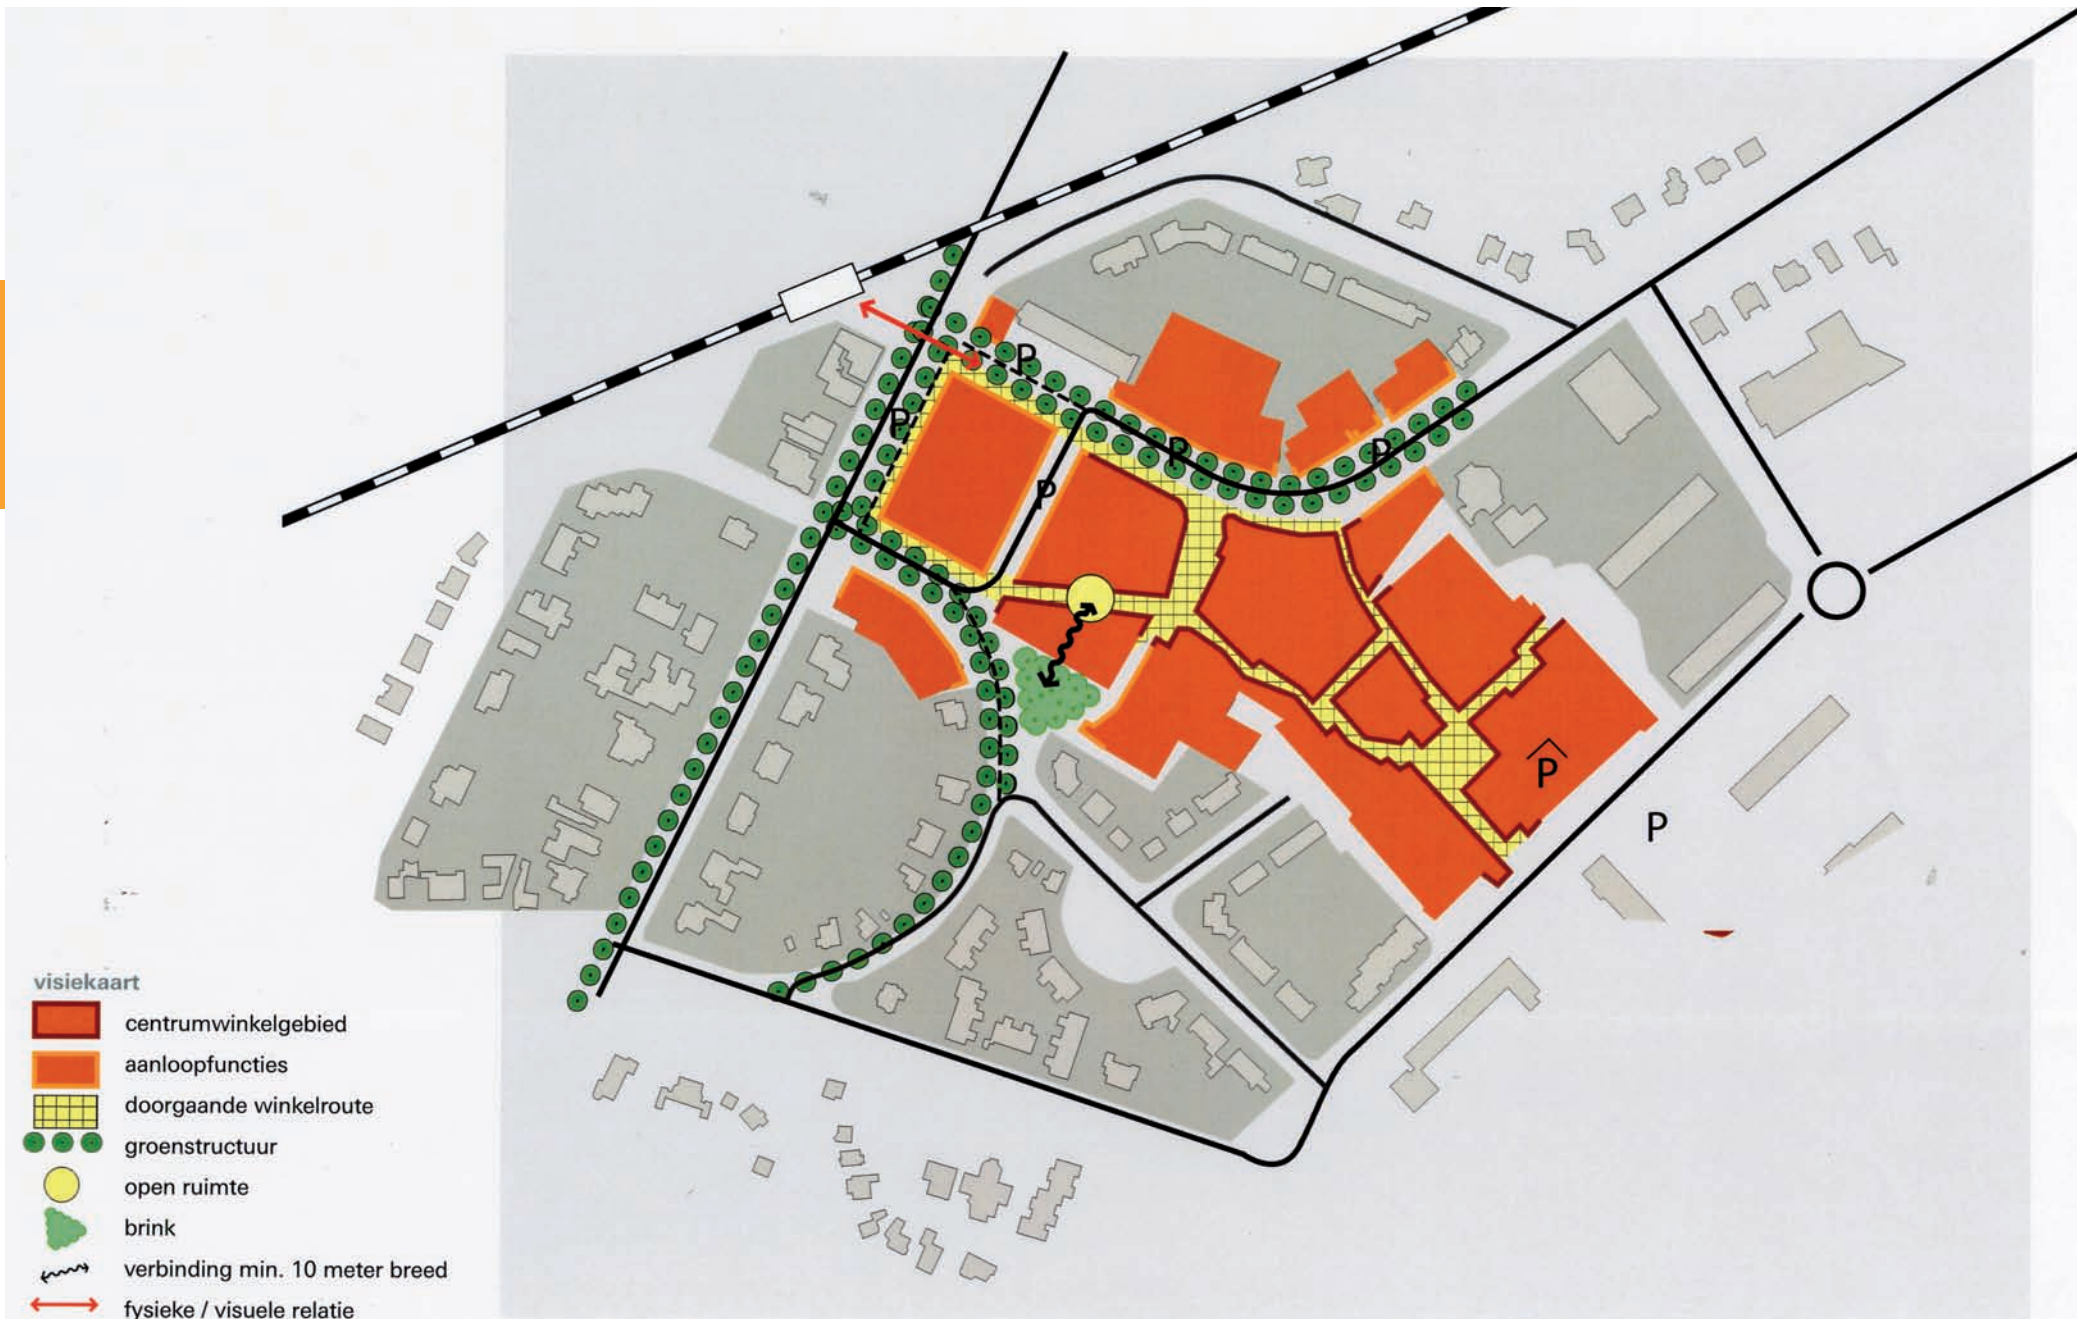 P
P
P
P
P
P
P
visiekaart
centrumwinkelgebied
aanloopfuncties
doorgaande winkelroute
groenstructuur
open ruimte
brink
verbinding min. 10 meter breed
fysieke / visuele relatie